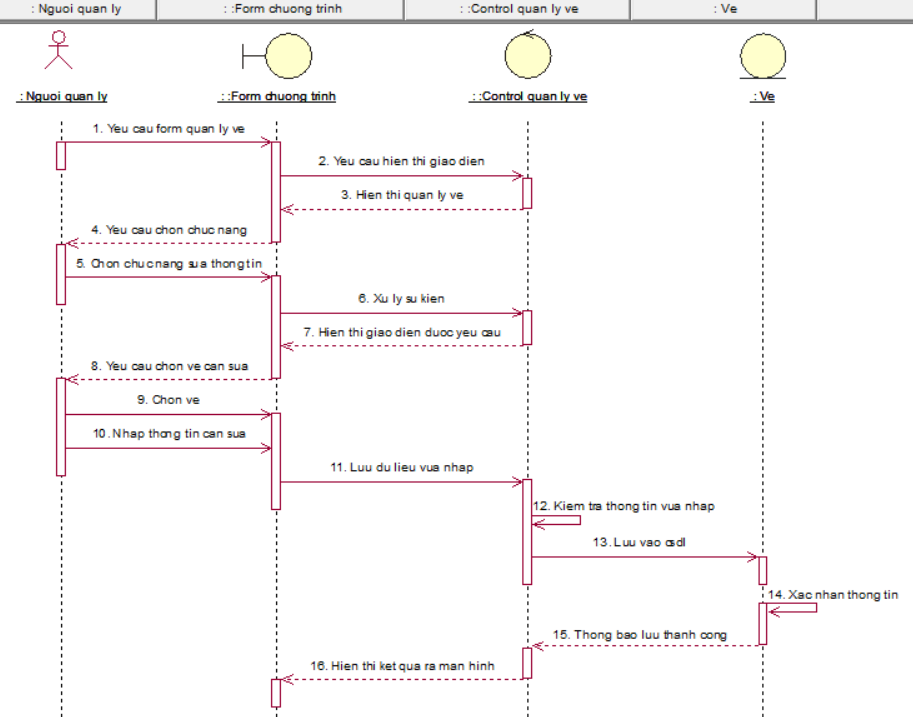 : Nguoi quan ly
: :Form chuong trinh
: :Control quan ly ve
: Ve
: Nguoi quan ly
: :Form chuong trinh
: :Control quan ly ve
: Ve
1. Yeu cau form quan ly ve
2. Yeu cau hien thi giao dien
3. Hien thi quan ly ve
4. Yeu cau chon chuc nang
5. Chon chuc nang sua thong tin
6. Xu ly su kien
7. Hien thi giao dien duoc yeu cau
8. Yeu cau chon ve can sua
9. Chon ve
10. Nhap thong tin can sua
11. Luu du lieu vua nhap
12. Kiem tra thong tin vua nhap
13. Luu vao csdl
14. Xac nhan thong tin
15. Thong bao luu thanh cong
16. Hien thi ket qua ra man hinh